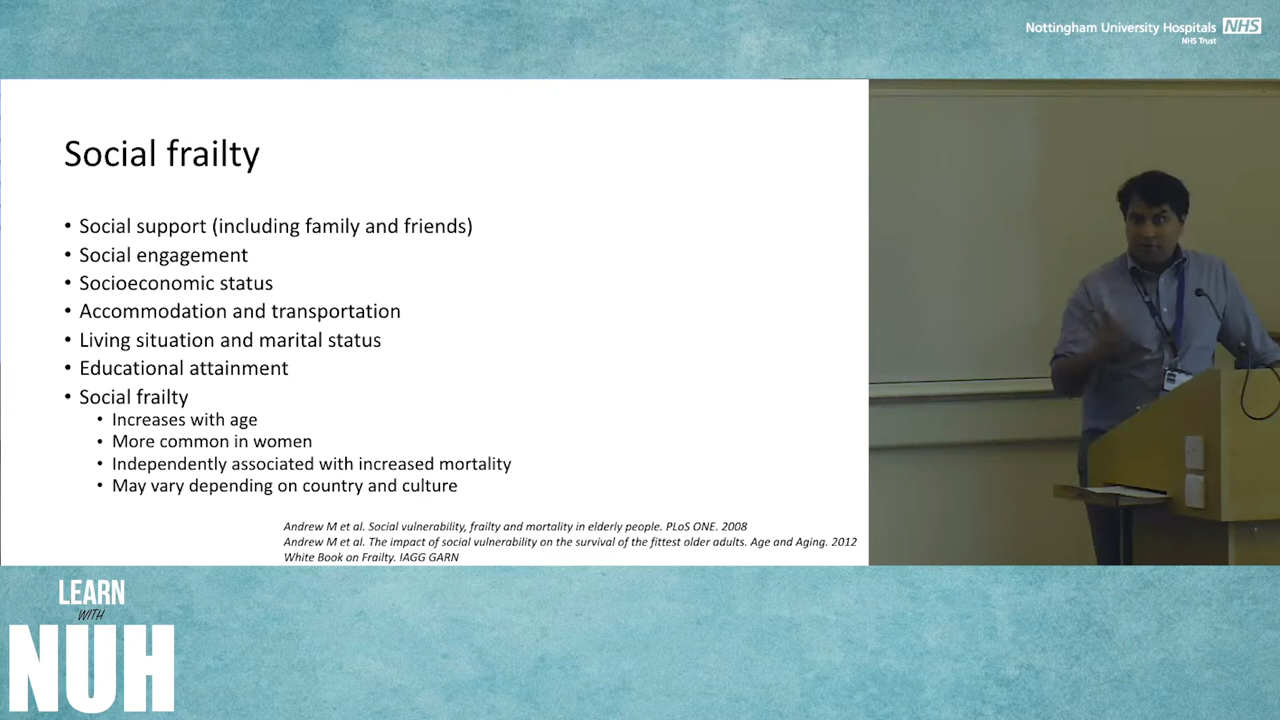 Nottingham University Hospitals NHS
NHS Trust
Social frailty
• Social support (including family and friends)
• Social engagement
• Socioeconomic status
• Accommodation and transportation
• Living situation and marital status
• Educational attainment
• Social frailty
• Increases with age
• More common in women
• Independently associated with increased mortality
• May vary depending on country and culture
Andrew M et al. Social vulnerability, frailty and mortality in elderly people. PLoS ONE. 2008
Andrew M et al. The impact of social vulnerability on the survival of the fittest older adults. Age and Aging. 2012
White Book on Frailty. IAGG GARN
LEARN
WITH
NUH